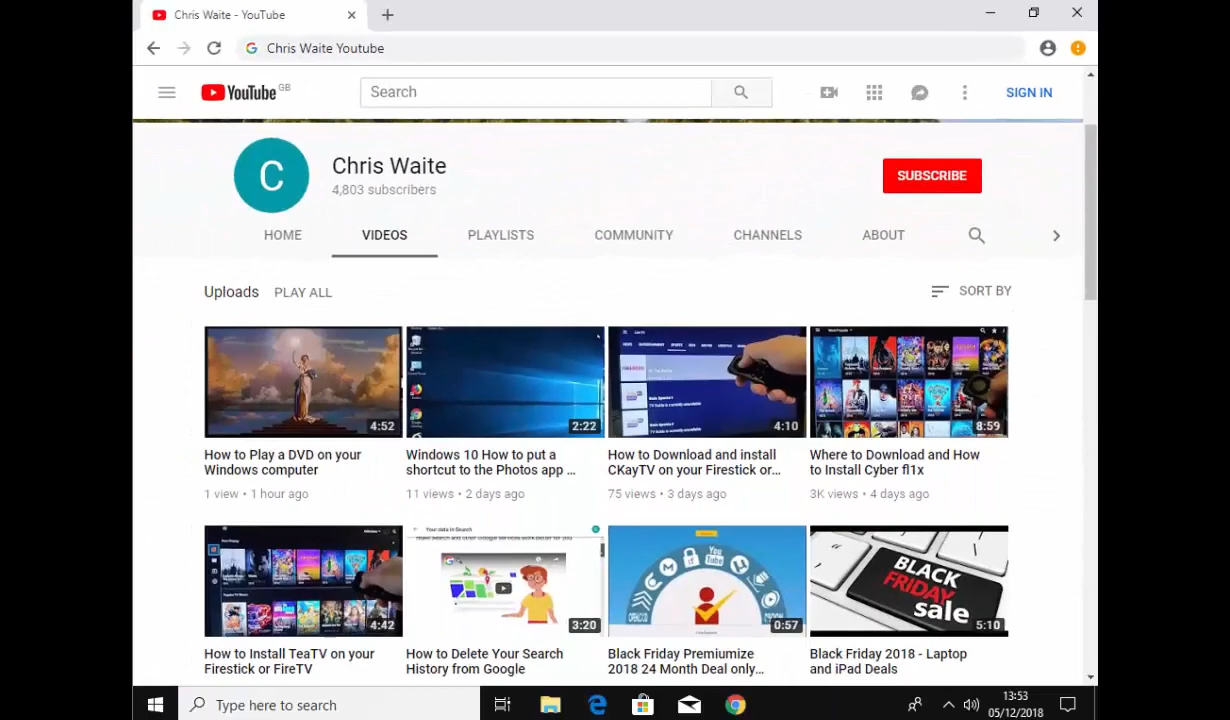 Chris Waite - YouTube
Chris Waite Youtube
YouTube GB
Search
SIGN IN
Chris Waite
4,803 subscribers
SUBSCRIBE
HOME
VIDEOS
PLAYLISTS
COMMUNITY
CHANNELS
ABOUT
Uploads
PLAY ALL
SORT BY
4:52
2:22
4:10
8:59
How to Play a DVD on your
Windows computer
1 view • 1 hour ago
Windows 10 How to put a
shortcut to the Photos app ...
11 views • 2 days ago
How to Download and install
CKayTV on your Firestick or...
75 views • 3 days ago
Where to Download and How
to Install Cyber fl1x
3K views • 4 days ago
4:42
Your data in Search
3:20
You
Tube
0:57
BLACK
FRIDAY
sale
5:10
How to Install TeaTV on your
Firestick or FireTV
How to Delete Your Search
History from Google
Black Friday Premiumize
2018 24 Month Deal only...
Black Friday 2018 - Laptop
and iPad Deals
Type here to search
13:53
05/12/2018